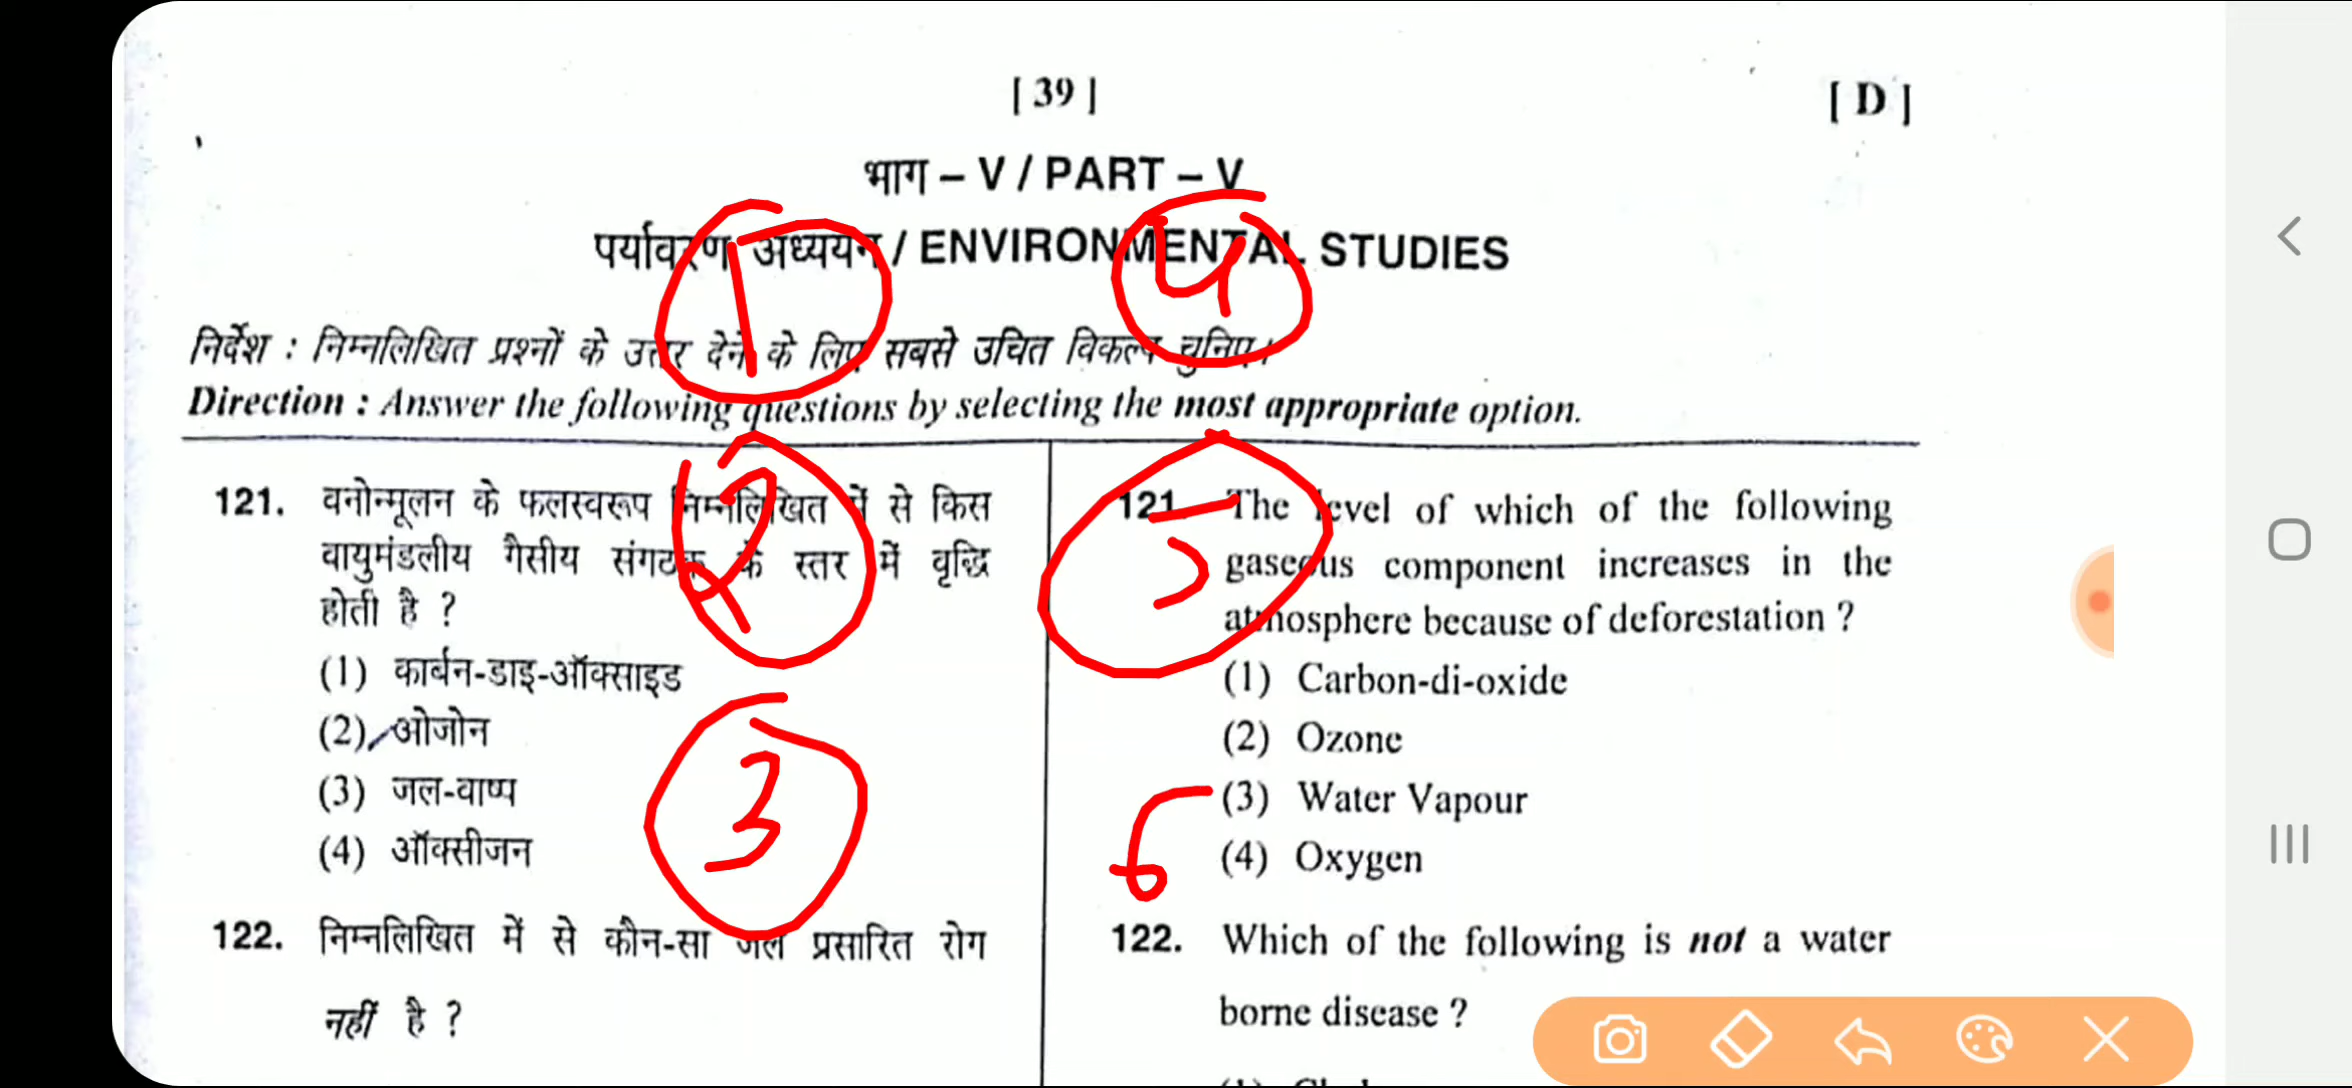 [ 39 ]
[ D ]
भाग – V / PART – V
पर्यावरण अध्ययन / ENVIRONMENTAL STUDIES
निर्देश : निम्नलिखित प्रश्नों के उत्तर देने के लिए सबसे उचित विकल्प चुनिए।
Direction : Answer the following questions by selecting the most appropriate option.
1
4
2
3
5
6
121. वनोन्मूलन के फलस्वरूप निम्नलिखित में से किस
वायुमंडलीय गैसीय संगटक के स्तर में वृद्धि
होती है ?
(1) कार्बन-डाइ-ऑक्साइड
(2) ओजोन
(3) जल-वाष्प
(4) ऑक्सीजन
122. निम्नलिखित में से कौन-सा जल प्रसारित रोग
नहीं है ?
121. The level of which of the following
gaseous component increases in the
atmosphere because of deforestation ?
(1) Carbon-di-oxide
(2) Ozone
(3) Water Vapour
(4) Oxygen
122. Which of the following is not a water
borne disease ?